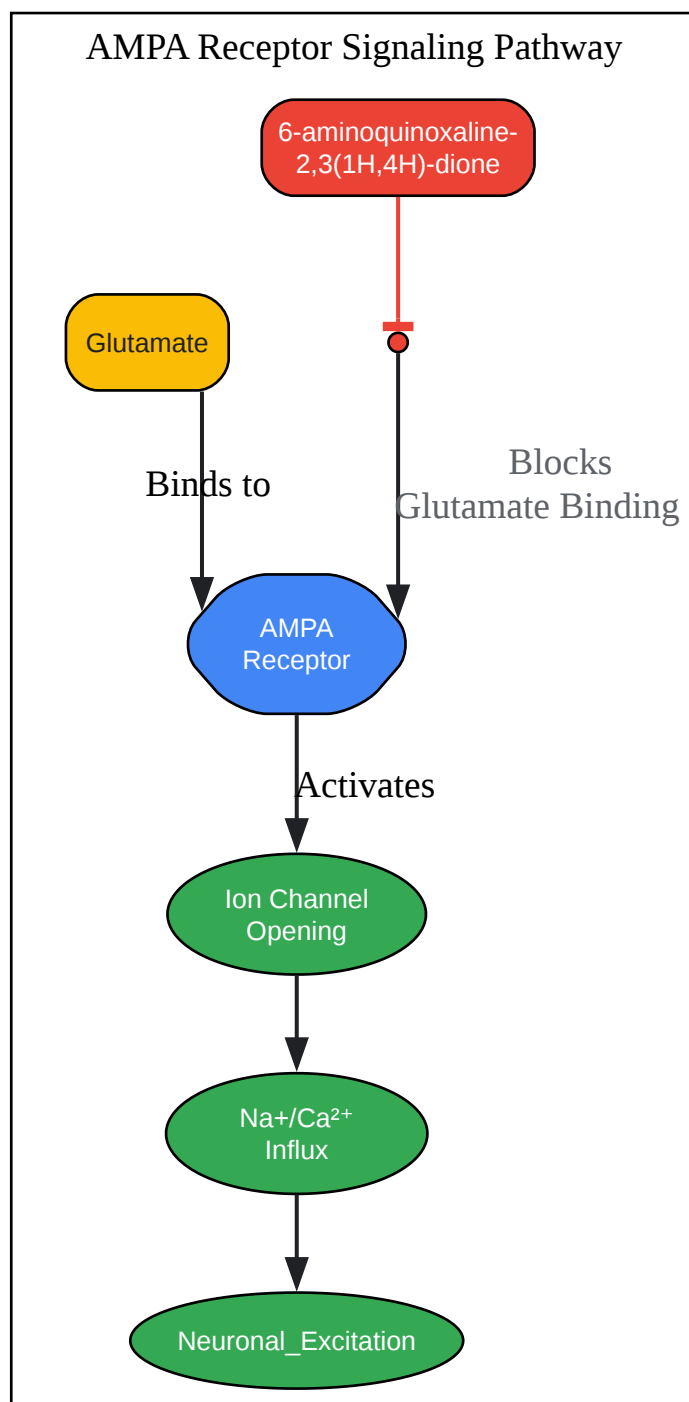 AMPA Receptor Signaling Pathway
6-aminoquinoxaline-
2,3(1H,4H)-dione
Glutamate
Binds to
Blocks
Glutamate Binding
AMPA
Receptor
Activates
Ion Channel
Opening
Na+/Ca²⁺
Influx
Neuronal_Excitation